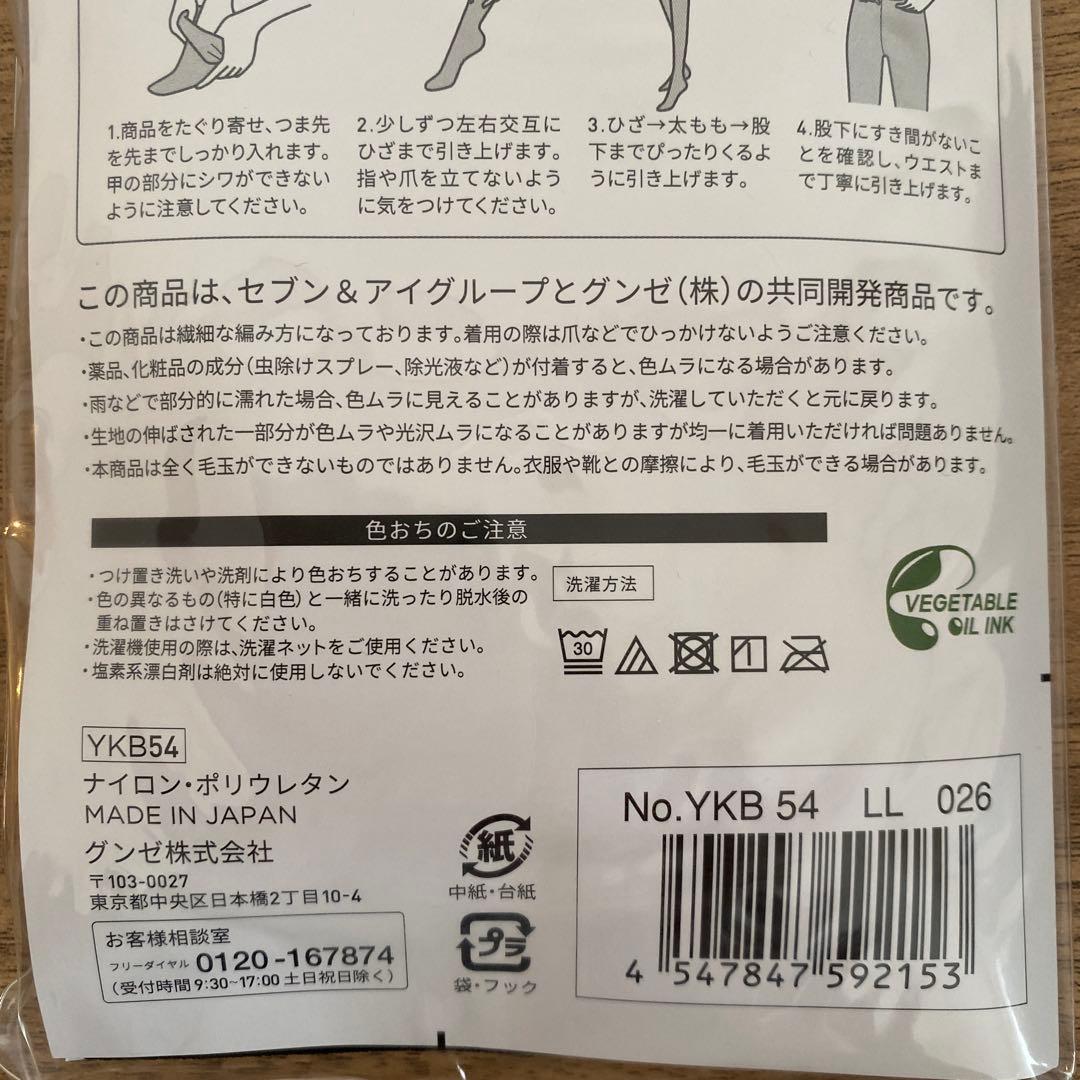 1.商品をたぐり寄せ、つま先
を先までしっかり入れます。
甲の部分にシワができない
ように注意してください。
2.少しずつ左右交互に
ひざまで引き上げます。
指や爪を立てないよう
に気をつけてください。
3.ひざ→太もも→股
下までぴったりくるよ
うに引き上げます。
4.股下にすき間がないこ
とを確認し、ウエストま
で丁寧に引き上げます。
この商品は、セブン＆アイグループとグンゼ（株）の共同開発商品です。
・この商品は繊細な編み方になっております。着用の際は爪などでひっかけないようご注意ください。
・薬品、化粧品の成分（虫除けスプレー、除光液など）が付着すると、色ムラになる場合があります。
・雨などで部分的に濡れた場合、色ムラに見えることがありますが、洗濯していただくと元に戻ります。
・生地の伸ばされた一部分が色ムラや光沢ムラになることがありますが均一に着用いただければ問題ありません。
・本商品は全く毛玉ができないものではありません。衣服や靴との摩擦により、毛玉ができる場合があります。
色おちのご注意
・つけ置き洗いや洗剤により色おちすることがあります。
・色の異なるもの（特に白色）と一緒に洗ったり脱水後の
重ね置きはさけてください。
・洗濯機使用の際は、洗濯ネットをご使用ください。
・塩素系漂白剤は絶対に使用しないでください。
洗濯方法
30
VEGETABLE
OIL INK
YKB54
ナイロン・ポリウレタン
MADE IN JAPAN
グンゼ株式会社
〒103-0027
東京都中央区日本橋2丁目10-4
お客様相談室
フリーダイヤル 0120-167874
（受付時間 9:30~17:00 土日祝日除く）
紙
中紙・台紙
プラ
袋・フック
No.YKB 54 LL 026
4 547847 592153